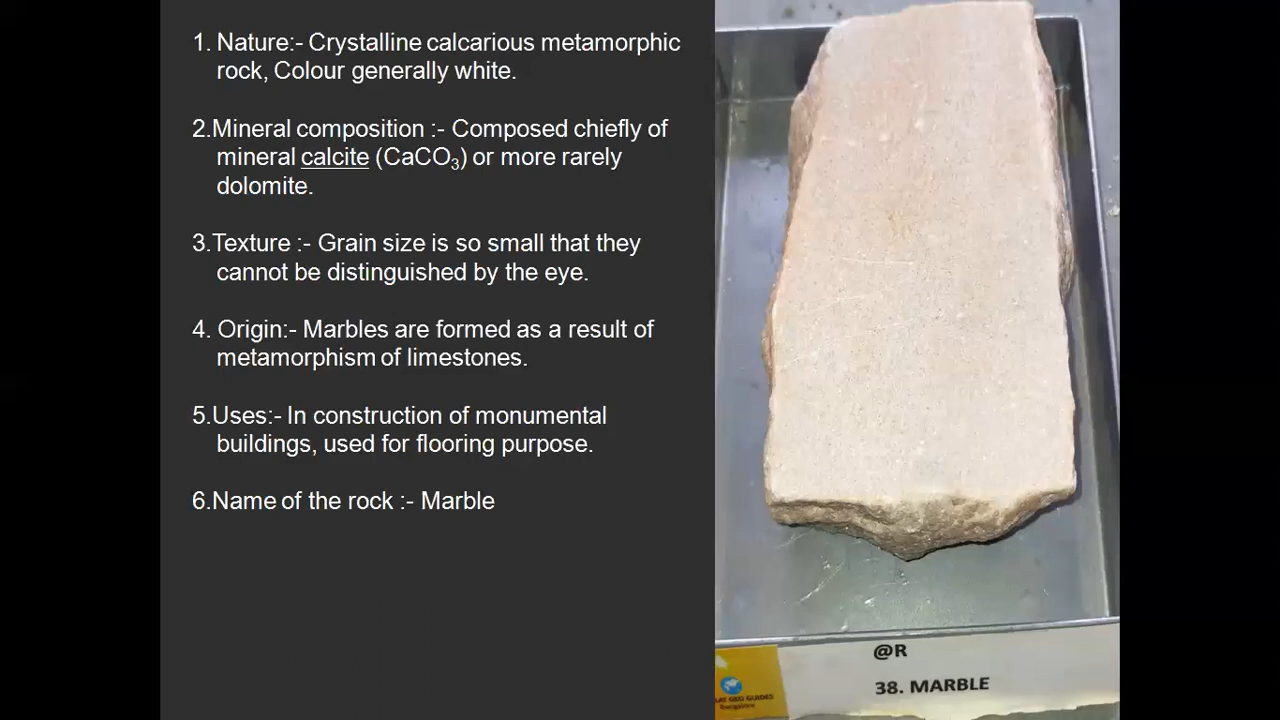 1. Nature:- Crystalline calcarious metamorphic
rock, Colour generally white.
2.Mineral composition :- Composed chiefly of
mineral calcite (CaCO₃) or more rarely
dolomite.
3.Texture :- Grain size is so small that they
cannot be distinguished by the eye.
4. Origin:- Marbles are formed as a result of
metamorphism of limestones.
5.Uses:- In construction of monumental
buildings, used for flooring purpose.
6.Name of the rock :- Marble
@R
38. MARBLE
GEO GUIDES